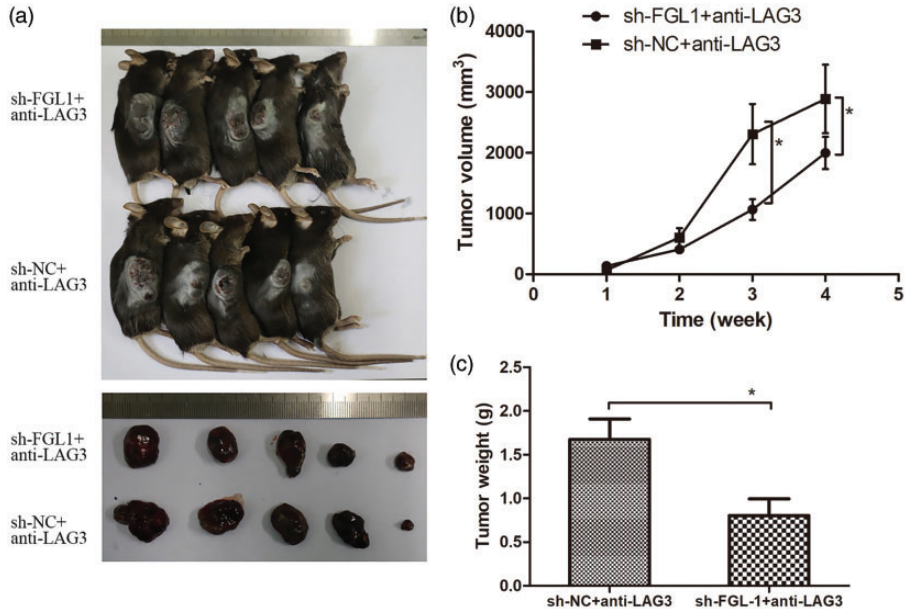 (a)
sh-FGL1+
anti-LAG3
sh-NC+
anti-LAG3
sh-FGL1+
anti-LAG3
sh-NC+
anti-LAG3
(b)
sh-FGL1+anti-LAG3
sh-NC+anti-LAG3
Tumor volume (mm3)
4000
3000
2000
1000
0
*
*
0
1
2
3
4
5
Time (week)
(c)
Tumor weight (g)
2.5
2.0
1.5
1.0
0.5
0.0
*
sh-NC+anti-LAG3
sh-FGL-1+anti-LAG3